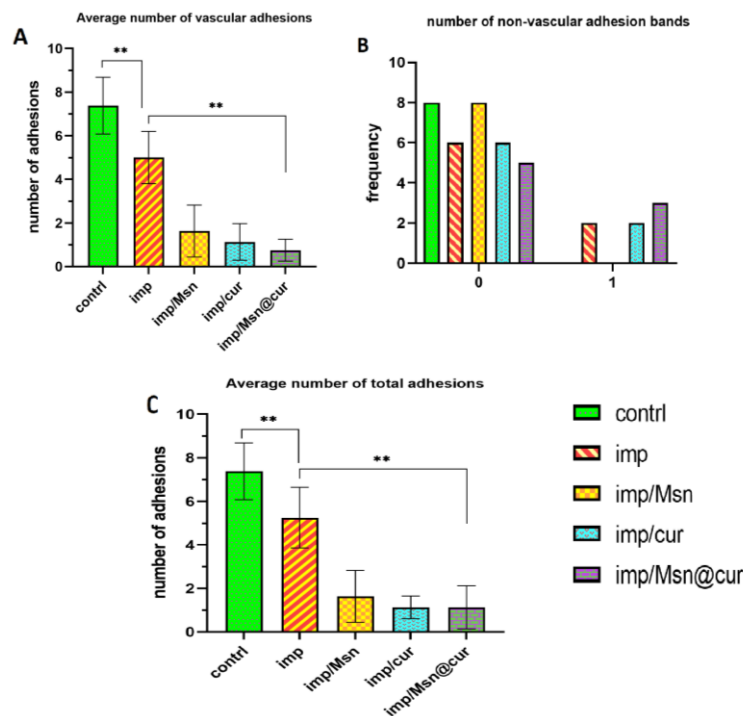 Average number of vascular adhesions
A
number of adhesions
10
8
6
4
2
0
**
**
contrl
imp
imp/Msn
imp/cur
imp/Msn@cur
number of non-vascular adhesion bands
B
frequency
10
8
6
4
2
0
0
1
Average number of total adhesions
C
number of adhesions
10
8
6
4
2
0
**
**
contrl
imp
imp/Msn
imp/cur
imp/Msn@cur
contrl
imp
imp/Msn
imp/cur
imp/Msn@cur